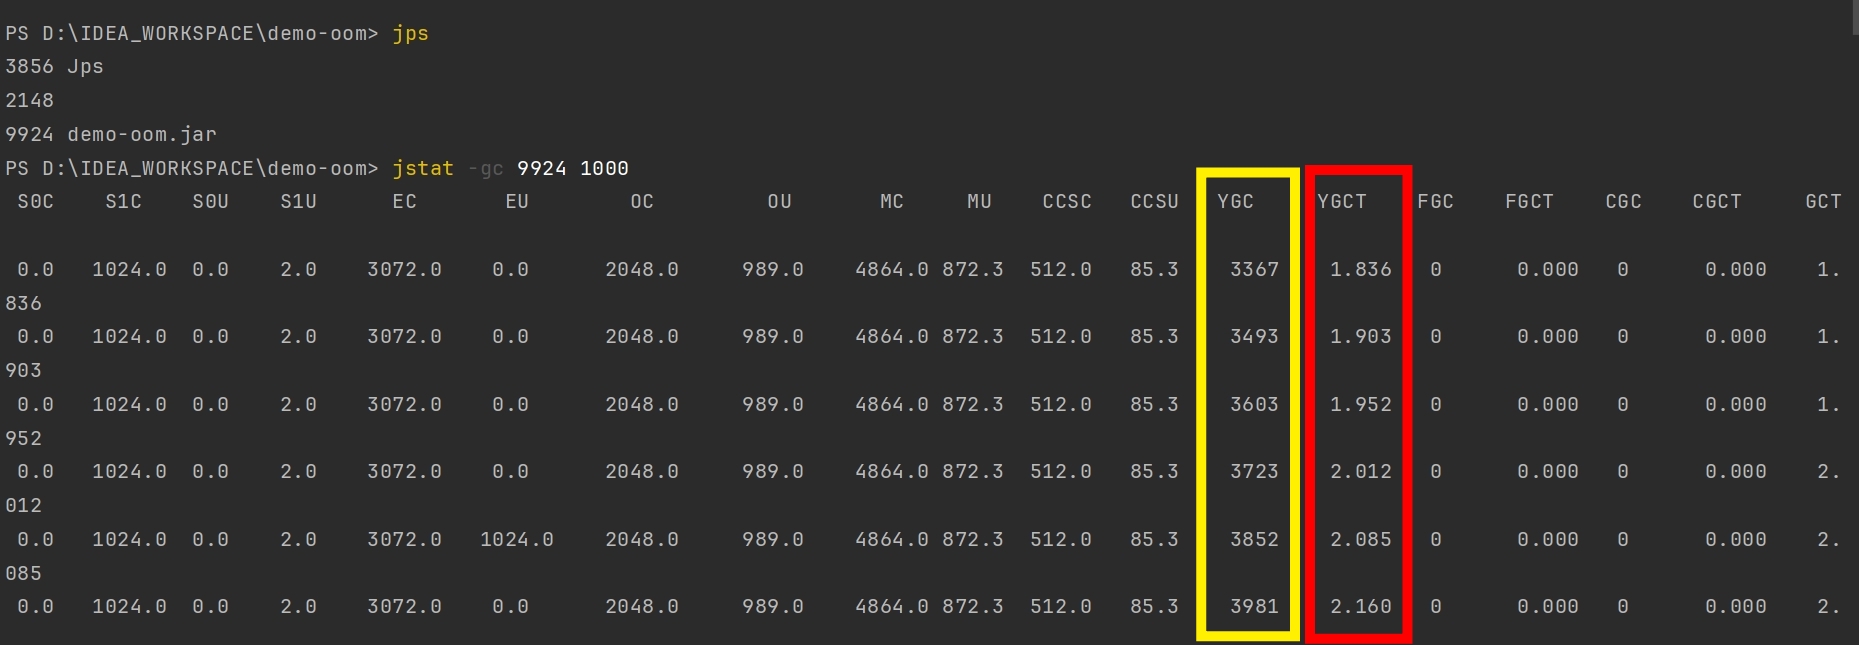 PS D:\IDEA_WORKSPACE\demo-oom> jps
3856 Jps
2148
9924 demo-oom.jar
PS D:\IDEA_WORKSPACE\demo-oom> jstat -gc 9924 1000
S0C S1C S0U S1U EC EU OC OU MC MU CCSC CCSU YGC YGCT FGC FGCT CGC CGCT GCT
0.0 1024.0 0.0 2.0 3072.0 0.0 2048.0 989.0 4864.0 872.3 512.0 85.3 3367 1.836 0 0.000 0 0.000 1.
836
0.0 1024.0 0.0 2.0 3072.0 0.0 2048.0 989.0 4864.0 872.3 512.0 85.3 3493 1.903 0 0.000 0 0.000 1.
903
0.0 1024.0 0.0 2.0 3072.0 0.0 2048.0 989.0 4864.0 872.3 512.0 85.3 3603 1.952 0 0.000 0 0.000 1.
952
0.0 1024.0 0.0 2.0 3072.0 0.0 2048.0 989.0 4864.0 872.3 512.0 85.3 3723 2.012 0 0.000 0 0.000 2.
012
0.0 1024.0 0.0 2.0 3072.0 1024.0 2048.0 989.0 4864.0 872.3 512.0 85.3 3852 2.085 0 0.000 0 0.000 2.
085
0.0 1024.0 0.0 2.0 3072.0 0.0 2048.0 989.0 4864.0 872.3 512.0 85.3 3981 2.160 0 0.000 0 0.000 2.